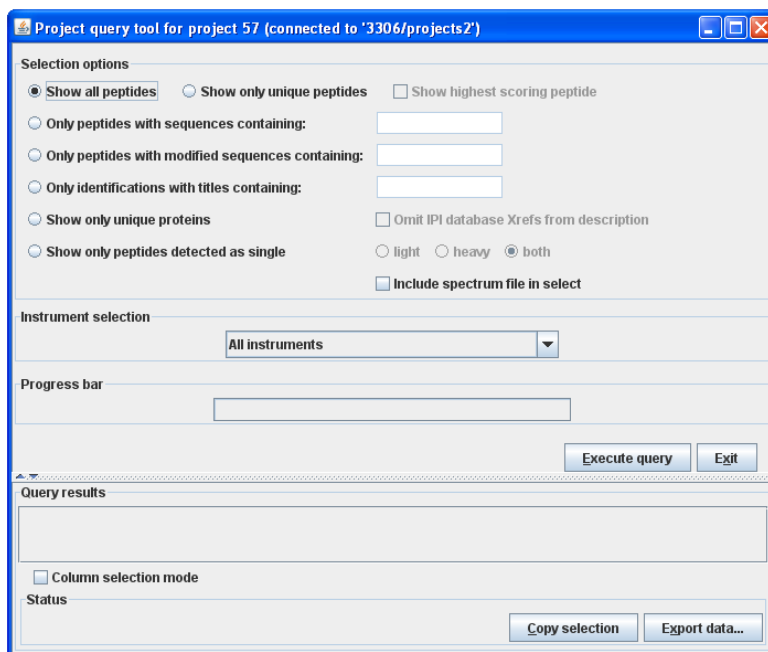 Project query tool for project 57 (connected to '3306/projects2')
Selection options
Show all peptides Show only unique peptides Show highest scoring peptide
Only peptides with sequences containing:
Only peptides with modified sequences containing:
Only identifications with titles containing:
Show only unique proteins Omit IPI database Xrefs from description
Show only peptides detected as single light heavy both
Include spectrum file in select
Instrument selection
All instruments
Progress bar
Execute query Exit
Query results
Column selection mode
Status
Copy selection Export data...